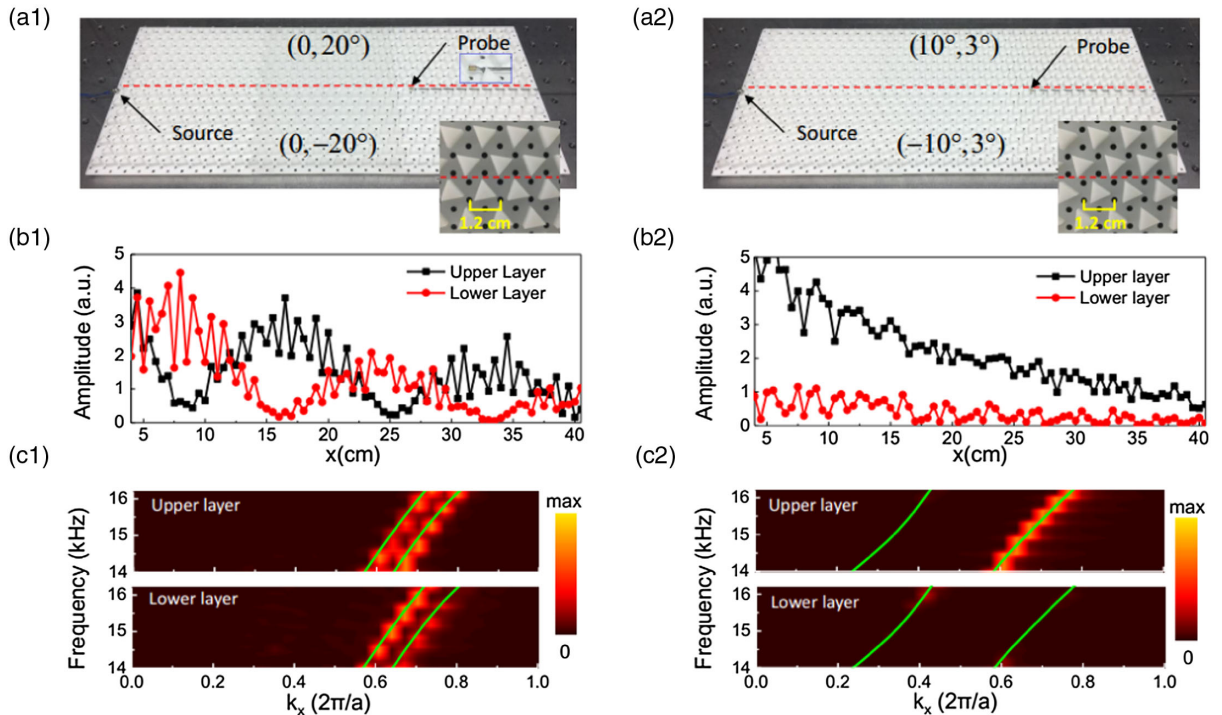 (a1)
(0, 20°)
Probe
Source
(0, −20°)
1.2 cm
(a2)
(10°, 3°)
Probe
Source
(−10°, 3°)
1.2 cm
(b1)
Amplitude (a.u.)
5
4
3
2
1
0
Upper Layer
Lower Layer
5 10 15 20 25 30 35 40
x(cm)
(b2)
Amplitude (a.u.)
5
4
3
2
1
0
Upper layer
Lower layer
5 10 15 20 25 30 35 40
x(cm)
(c1)
Frequency (kHz)
16
15
14
Upper layer
16
15
14
Lower layer
0.0 0.2 0.4 0.6 0.8 1.0
kx (2π/a)
max
0
(c2)
Frequency (kHz)
16
15
14
Upper layer
16
15
14
Lower layer
0.0 0.2 0.4 0.6 0.8 1.0
kx (2π/a)
max
0